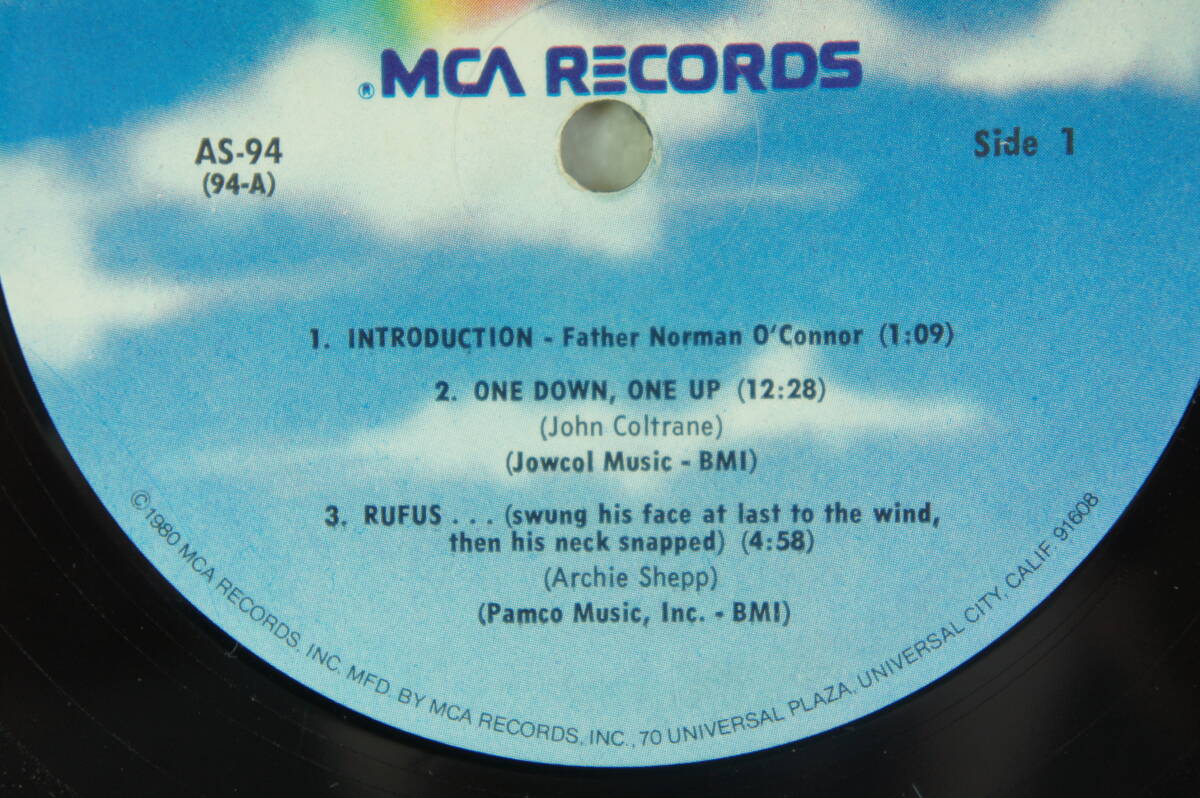 ® MCA RECORDS
AS-94
(94-A)
Side 1
1. INTRODUCTION - Father Norman O'Connor (1:09)
2. ONE DOWN, ONE UP (12:28)
(John Coltrane)
(Jowcol Music - BMI)
3. RUFUS . . . (swung his face at last to the wind,
then his neck snapped) (4:58)
(Archie Shepp)
(Pamco Music, Inc. - BMI)
©1980 MCA RECORDS, INC. MFD. BY MCA RECORDS, INC., 70 UNIVERSAL PLAZA, UNIVERSAL CITY, CALIF. 91608